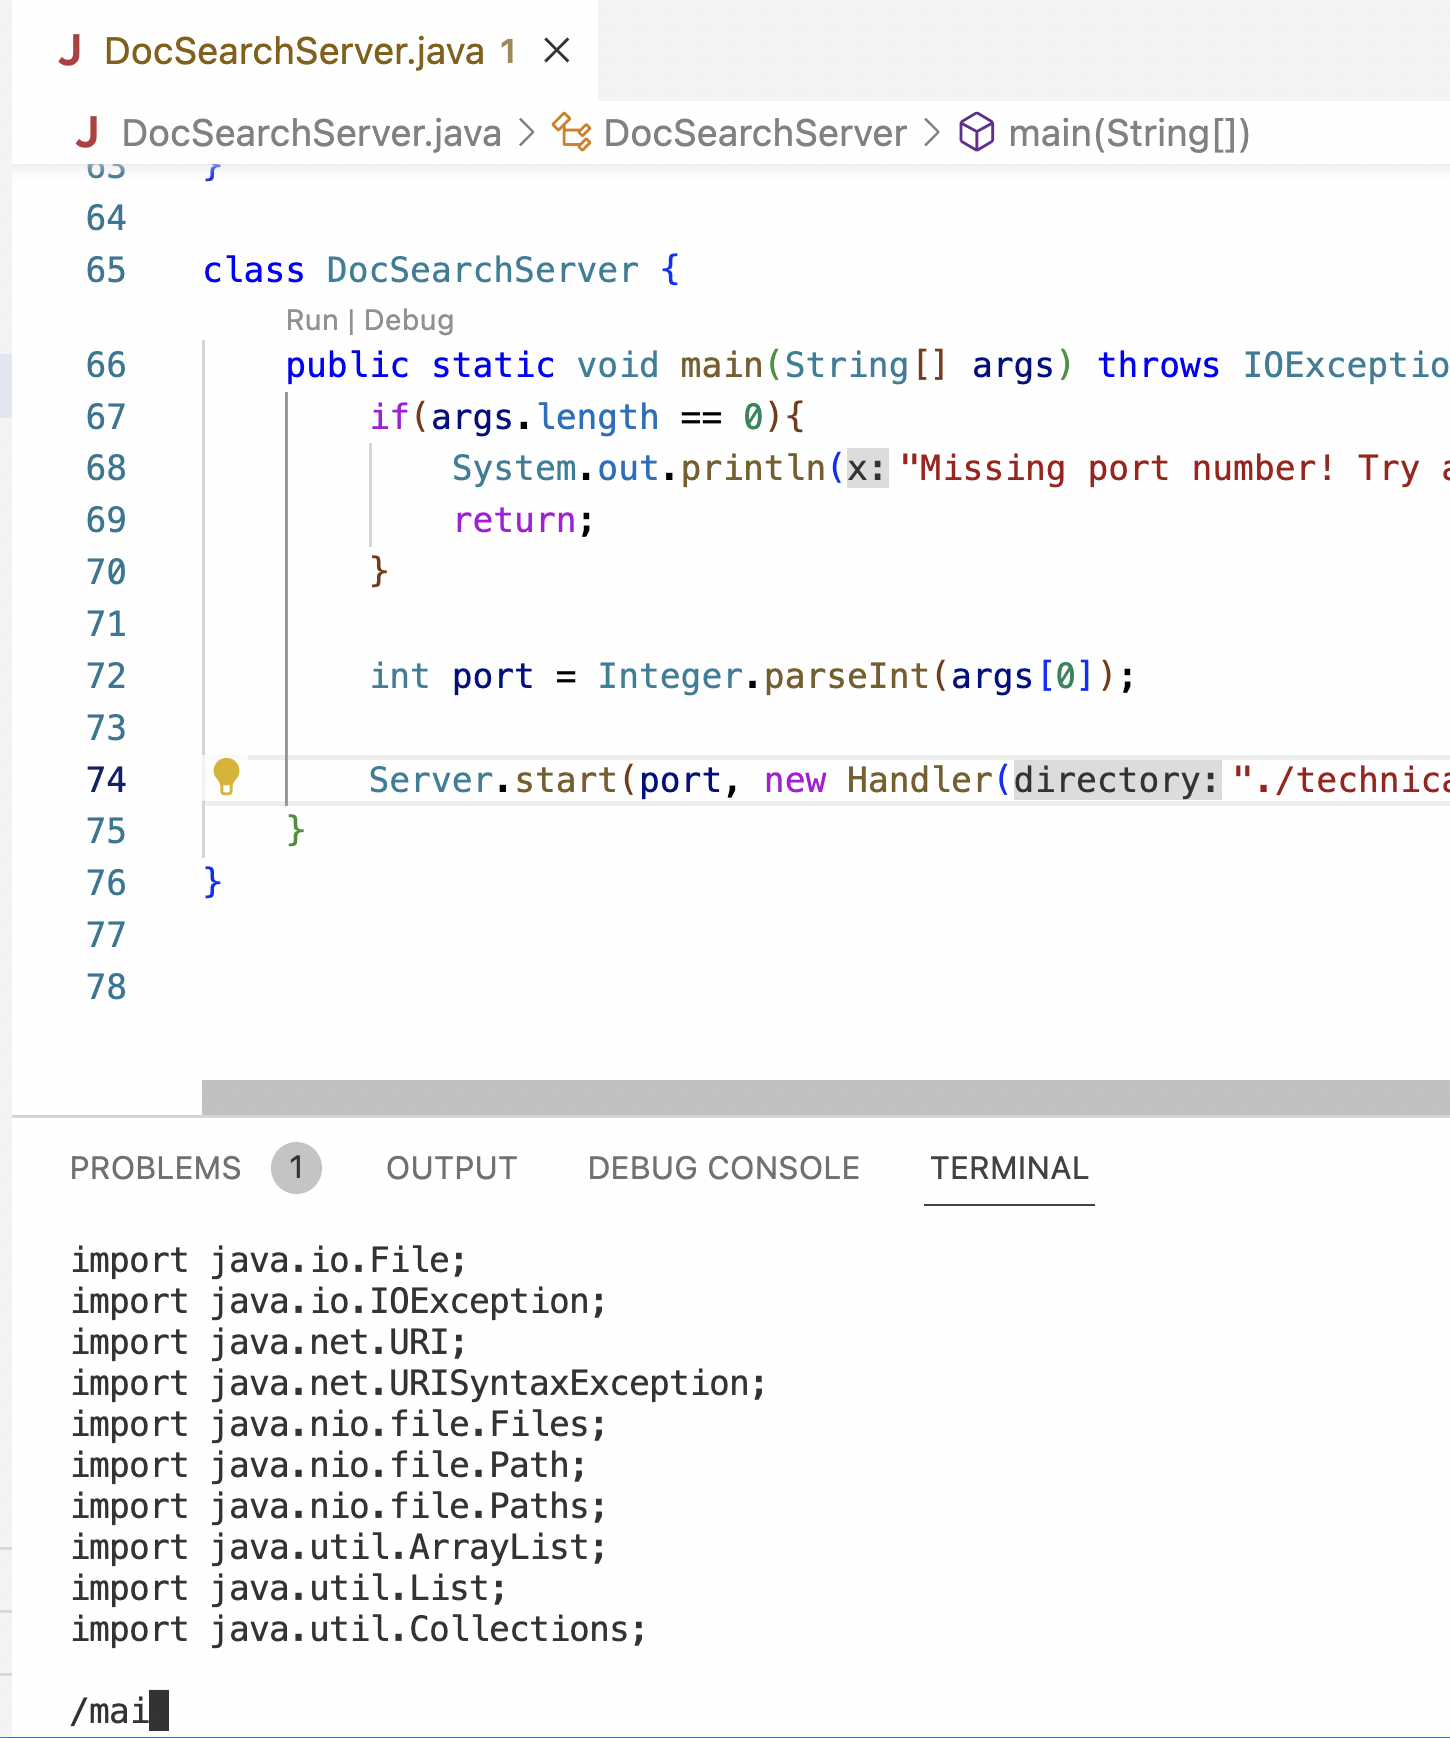 J DocSearchServer.java 1
J DocSearchServer.java > DocSearchServer > main(String[])
63 }
64
65 class DocSearchServer {
Run | Debug
66 public static void main(String[] args) throws IOExceptio
67 if(args.length == 0){
68 System.out.println(x: "Missing port number! Try a
69 return;
70 }
71
72 int port = Integer.parseInt(args[0]);
73
74 Server.start(port, new Handler(directory: "./technica
75 }
76 }
77
78
PROBLEMS 1 OUTPUT DEBUG CONSOLE TERMINAL
import java.io.File;
import java.io.IOException;
import java.net.URI;
import java.net.URISyntaxException;
import java.nio.file.Files;
import java.nio.file.Path;
import java.nio.file.Paths;
import java.util.ArrayList;
import java.util.List;
import java.util.Collections;
/mai